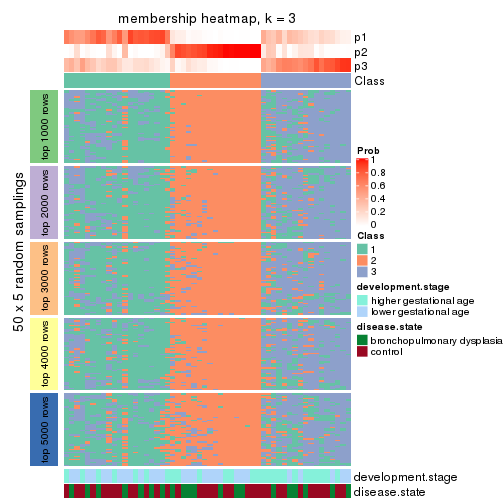 membership heatmap, k = 3
p1
p2
p3
Class
50 x 5 random samplings
top 1000 rows
top 2000 rows
top 3000 rows
top 4000 rows
top 5000 rows
Prob
1
0.8
0.6
0.4
0.2
0
Class
1
2
3
development.stage
higher gestational age
lower gestational age
disease.state
bronchopulmonary dysplasia
control
development.stage
disease.state